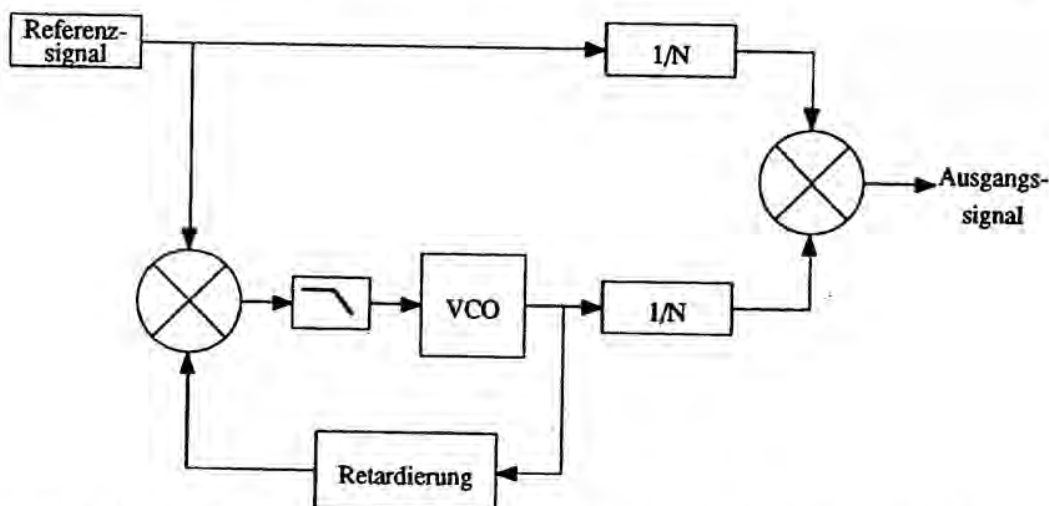 Referenz-
signal
1/N
Ausgangs-
signal
VCO
1/N
Retardierung